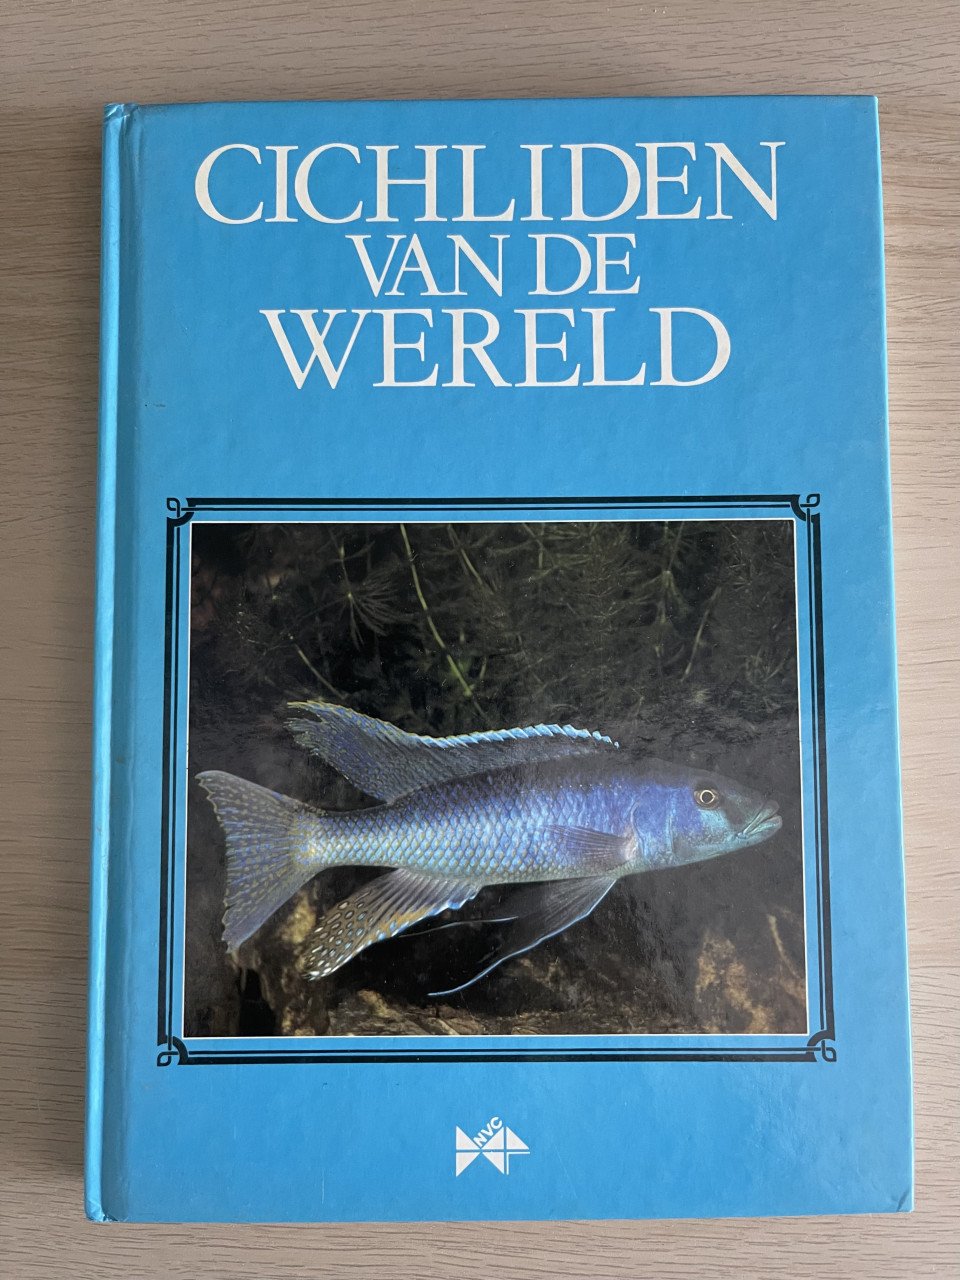 CICHLIDEN
VAN DE
WERELD
NVC